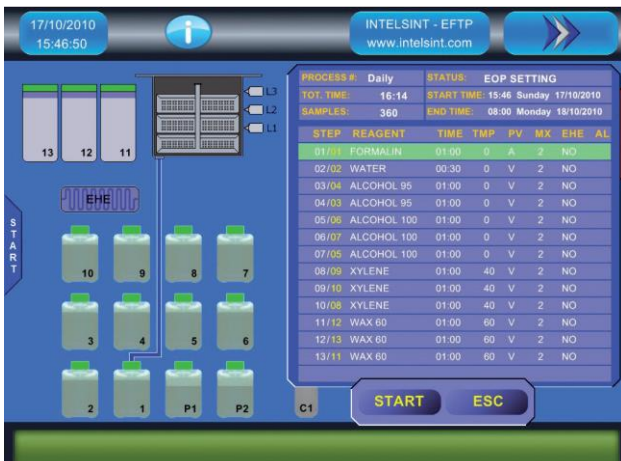 17/10/2010
15:46:50
i
INTELSINT - EFTP
www.intelsint.com
L3
L2
L1
13 12 11
EHE
START
10 9 8 7
3 4 5 6
2 1 P1 P2 C1
PROCESS #: Daily STATUS: EOP SETTING
TOT. TIME: 16:14 START TIME: 15:46 Sunday 17/10/2010
SAMPLES: 360 END TIME: 08:00 Monday 18/10/2010
STEP REAGENT TIME TMP PV MX EHE AL
01/01 FORMALIN 01:00 0 A 2 NO
02/02 WATER 00:30 0 V 2 NO
03/04 ALCOHOL 95 01:00 0 V 2 NO
04/03 ALCOHOL 95 01:00 0 V 2 NO
05/06 ALCOHOL 100 01:00 0 V 2 NO
06/07 ALCOHOL 100 01:00 0 V 2 NO
07/05 ALCOHOL 100 01:00 0 V 2 NO
08/09 XYLENE 01:00 40 V 2 NO
09/10 XYLENE 01:00 40 V 2 NO
10/08 XYLENE 01:00 40 V 2 NO
11/12 WAX 60 01:00 60 V 2 NO
12/13 WAX 60 01:00 60 V 2 NO
13/11 WAX 60 01:00 60 V 2 NO
START ESC